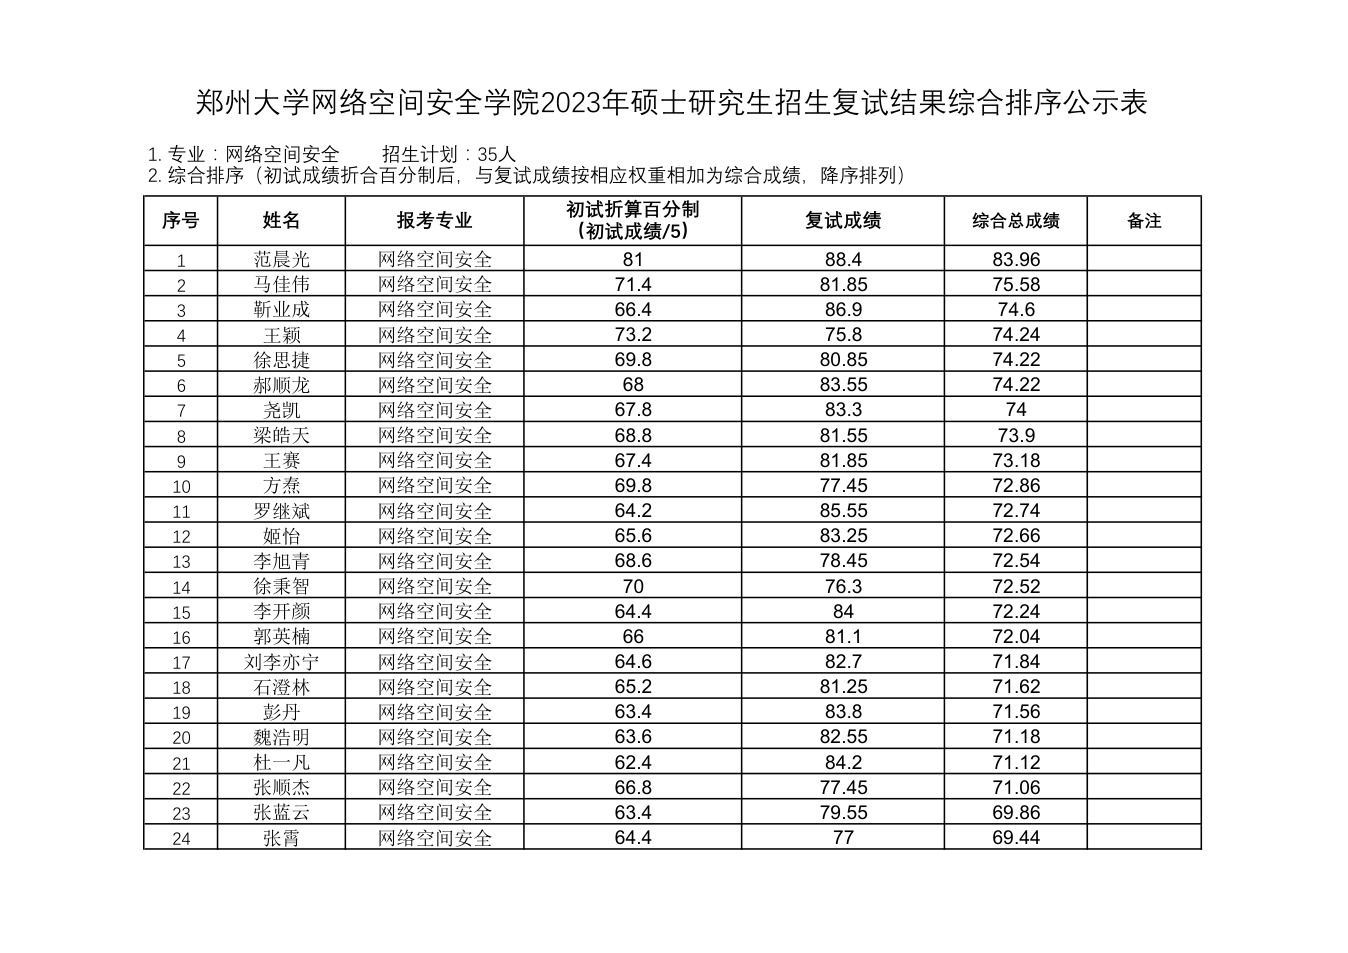 郑州大学网络空间安全学院2023年硕士研究生招生复试结果综合排序公示表
1. 专业：网络空间安全 招生计划：35人
2. 综合排序（初试成绩折合百分制后，与复试成绩按相应权重相加为综合成绩，降序排列）
序号 姓名 报考专业 初试折算百分制（初试成绩/5） 复试成绩 综合总成绩 备注
1 范晨光 网络空间安全 81 88.4 83.96
2 马佳伟 网络空间安全 71.4 81.85 75.58
3 靳业成 网络空间安全 66.4 86.9 74.6
4 王颖 网络空间安全 73.2 75.8 74.24
5 徐思捷 网络空间安全 69.8 80.85 74.22
6 郝顺龙 网络空间安全 68 83.55 74.22
7 尧凯 网络空间安全 67.8 83.3 74
8 梁皓天 网络空间安全 68.8 81.55 73.9
9 王赛 网络空间安全 67.4 81.85 73.18
10 方焘 网络空间安全 69.8 77.45 72.86
11 罗继斌 网络空间安全 64.2 85.55 72.74
12 姬怡 网络空间安全 65.6 83.25 72.66
13 李旭青 网络空间安全 68.6 78.45 72.54
14 徐秉智 网络空间安全 70 76.3 72.52
15 李开颜 网络空间安全 64.4 84 72.24
16 郭英楠 网络空间安全 66 81.1 72.04
17 刘李亦宁 网络空间安全 64.6 82.7 71.84
18 石澄林 网络空间安全 65.2 81.25 71.62
19 彭丹 网络空间安全 63.4 83.8 71.56
20 魏浩明 网络空间安全 63.6 82.55 71.18
21 杜一凡 网络空间安全 62.4 84.2 71.12
22 张顺杰 网络空间安全 66.8 77.45 71.06
23 张蓝云 网络空间安全 63.4 79.55 69.86
24 张霄 网络空间安全 64.4 77 69.44